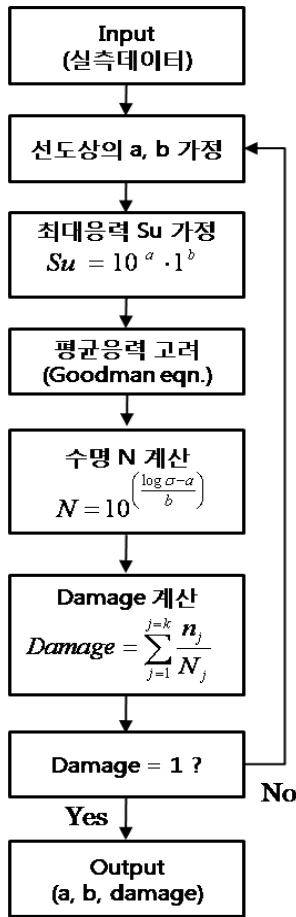 Input
(실측데이터)
선도상의 a, b 가정
최대응력 Su 가정
Su = 10^a · 1^b
평균응력 고려
(Goodman eqn.)
수명 N 계산
N = 10^((log σ−a)/b)
Damage 계산
Damage = ∑_{j=1}^{j=k} n_j/N_j
Damage = 1 ?
No
Yes
Output
(a, b, damage)